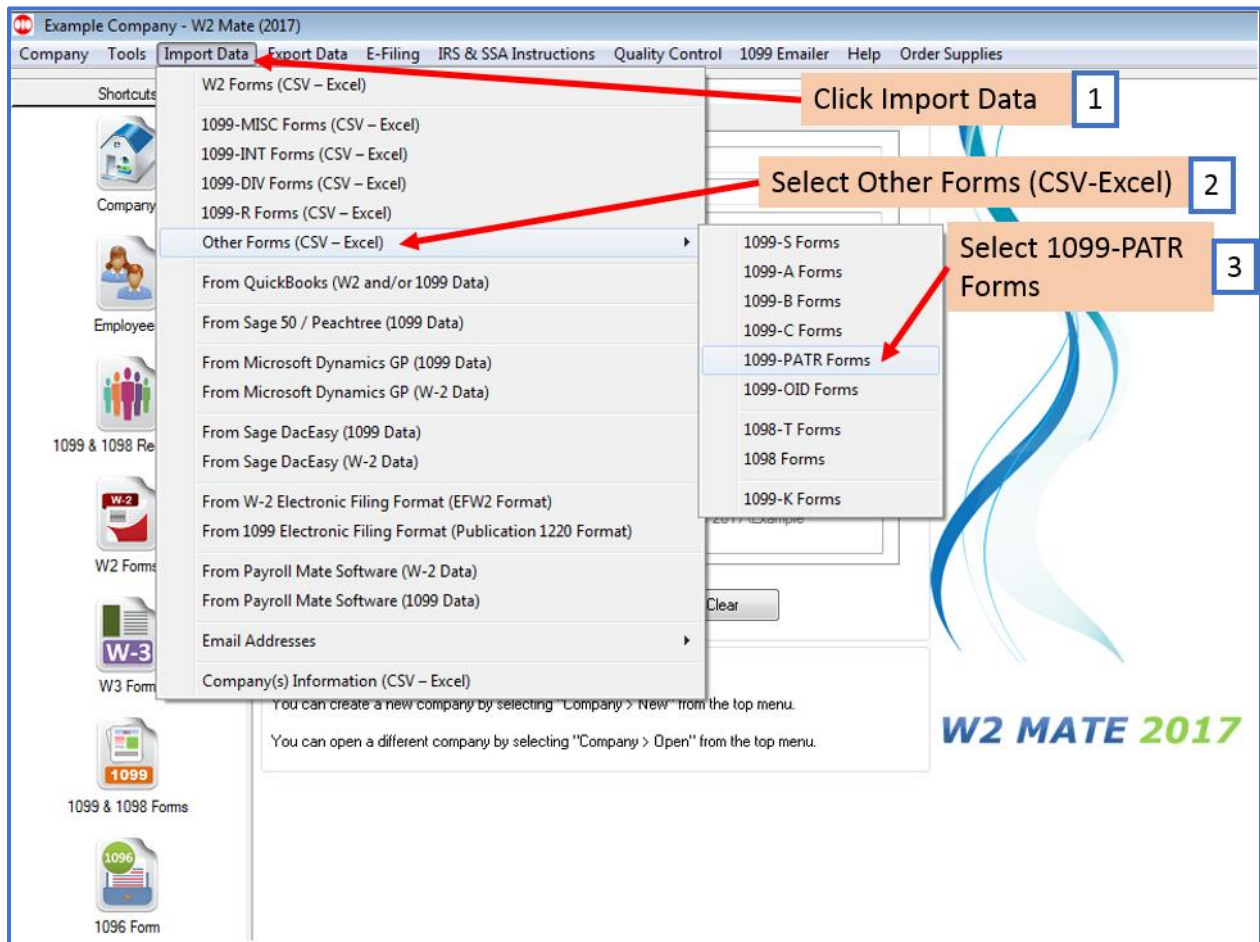 Example Company - W2 Mate (2017)
Company Tools Import Data Export Data E-Filing IRS & SSA Instructions Quality Control 1099 Emailer Help Order Supplies
Shortcuts
Company
Employee
1099 & 1098 Re
W-2
W2 Forms
W-3
W3 Form
1099
1099 & 1098 Forms
1096
1096 Form
W2 Forms (CSV – Excel)
1099-MISC Forms (CSV – Excel)
1099-INT Forms (CSV – Excel)
1099-DIV Forms (CSV – Excel)
1099-R Forms (CSV – Excel)
Other Forms (CSV – Excel)
From QuickBooks (W2 and/or 1099 Data)
From Sage 50 / Peachtree (1099 Data)
From Microsoft Dynamics GP (1099 Data)
From Microsoft Dynamics GP (W-2 Data)
From Sage DacEasy (1099 Data)
From Sage DacEasy (W-2 Data)
From W-2 Electronic Filing Format (EFW2 Format)
From 1099 Electronic Filing Format (Publication 1220 Format)
From Payroll Mate Software (W-2 Data)
From Payroll Mate Software (1099 Data)
Email Addresses
Company(s) Information (CSV – Excel)
Click Import Data 1
Select Other Forms (CSV-Excel) 2
Select 1099-PATR
Forms
3
1099-S Forms
1099-A Forms
1099-B Forms
1099-C Forms
1099-PATR Forms
1099-OID Forms
1098-T Forms
1098 Forms
1099-K Forms
2017\Example
Clear
You can create a new company by selecting "Company > New" from the top menu.
You can open a different company by selecting "Company > Open" from the top menu.
W2 MATE 2017